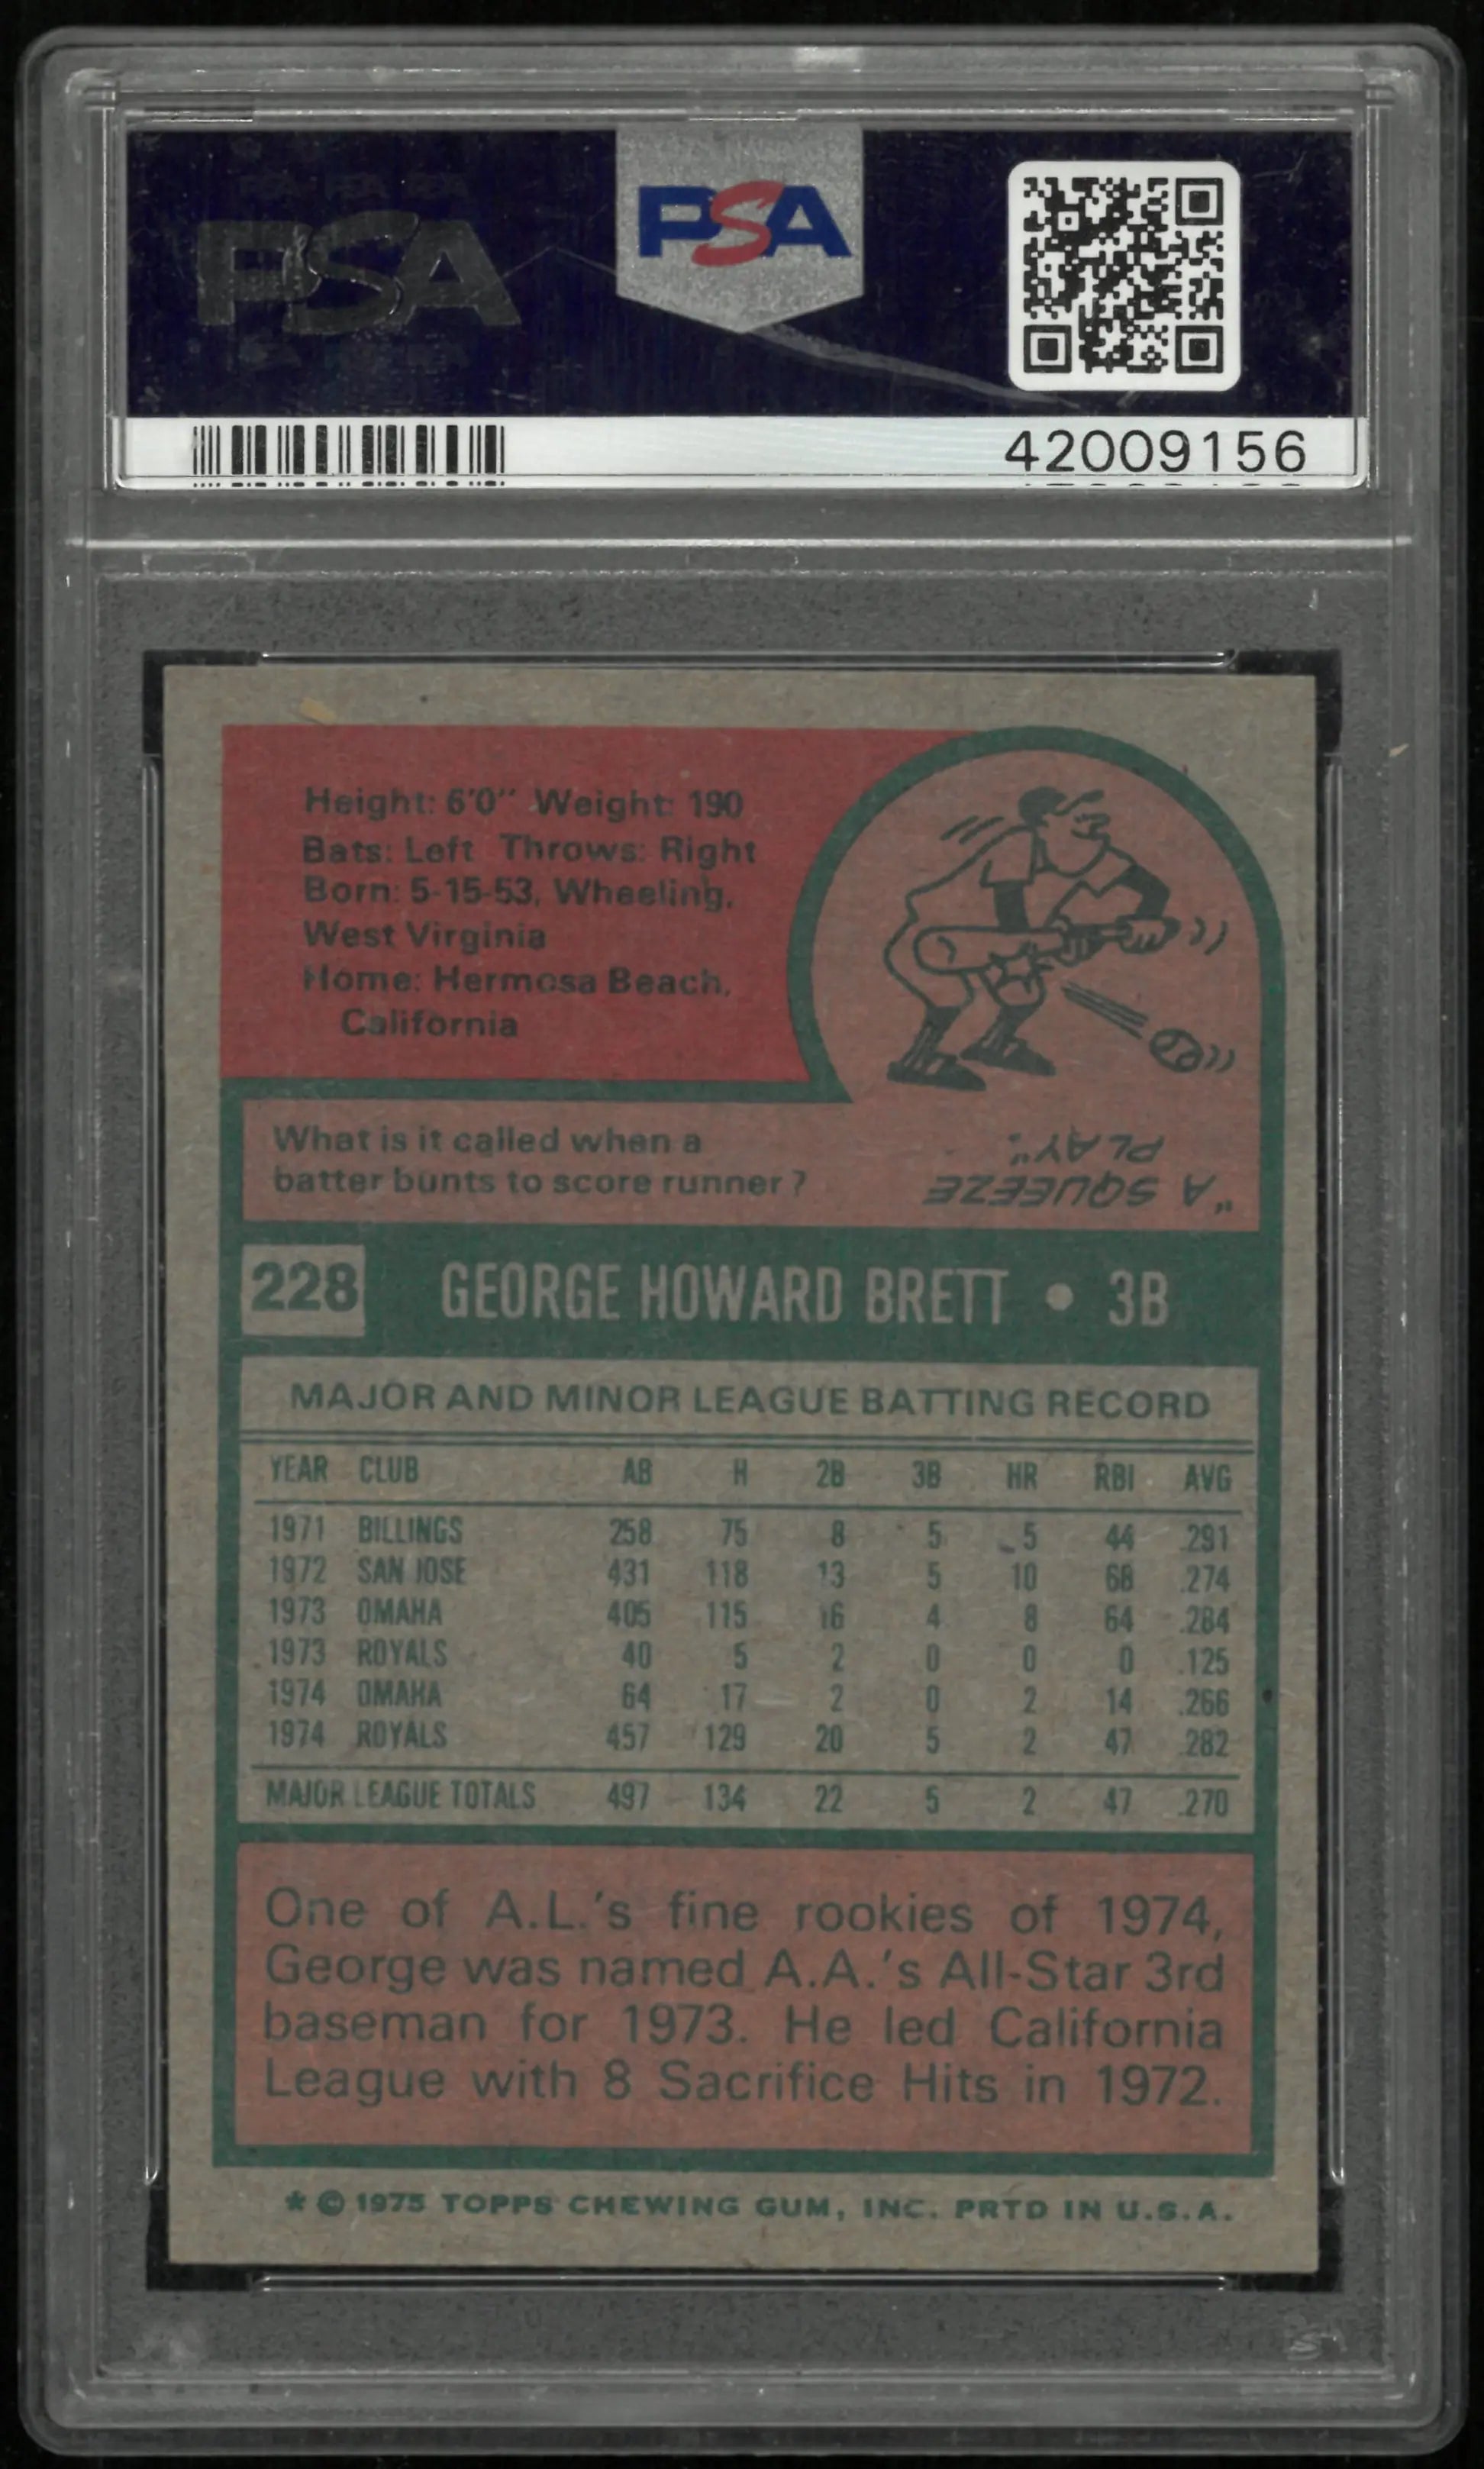 PSA
PSA
42009156
Height: 6'0" Weight: 190
Bats: Left Throws: Right
Born: 5-15-53, Wheeling,
West Virginia
Home: Hermosa Beach,
California
What is it called when a
batter bunts to score runner?
"A SQUEEZE
PLAY".
228 GEORGE HOWARD BRETT • 3B
MAJOR AND MINOR LEAGUE BATTING RECORD
YEAR CLUB AB H 2B 3B HR RBI AVG
1971 BILLINGS 258 75 8 5 5 44 .291
1972 SAN JOSE 431 118 13 5 10 68 .274
1973 OMAHA 405 115 16 4 8 64 .284
1973 ROYALS 40 5 2 0 0 0 .125
1974 OMAHA 64 17 2 0 2 14 .266
1974 ROYALS 457 129 20 5 2 47 .282
MAJOR LEAGUE TOTALS 497 134 22 5 2 47 .270
One of A.L.'s fine rookies of 1974,
George was named A.A.'s All-Star 3rd
baseman for 1973. He led California
League with 8 Sacrifice Hits in 1972.
* © 1975 TOPPS CHEWING GUM, INC. PRTD IN U.S.A.